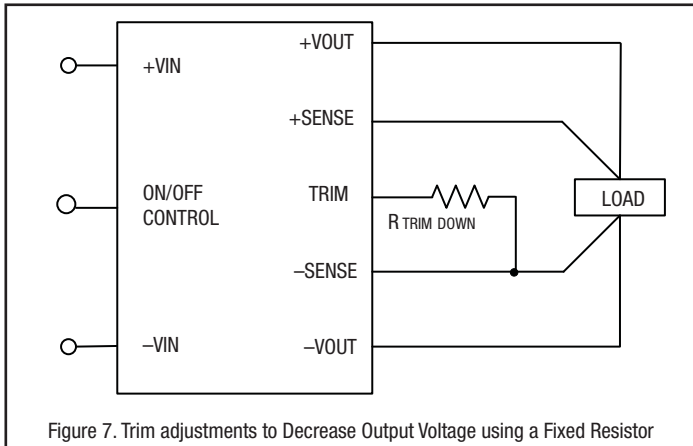 +VOUT
+VIN
+SENSE
ON/OFF
CONTROL
TRIM
LOAD
R TRIM DOWN
–SENSE
–VIN
–VOUT
Figure 7. Trim adjustments to Decrease Output Voltage using a Fixed Resistor